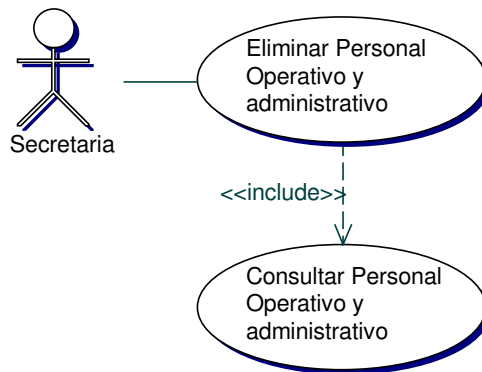 Eliminar Personal
Operativo y
administrativo
Secretaria
<<include>>
Consultar Personal
Operativo y
administrativo